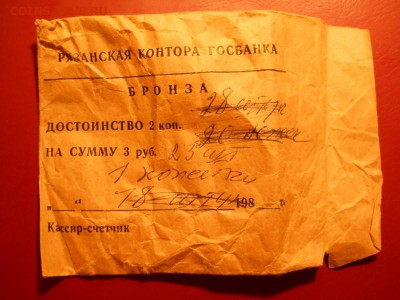 РЯЗАНСКАЯ КОНТОРА ГОСБАНКА
БРОНЗА
ДОСТОИНСТВО 2 коп.
НА СУММУ 3 руб. 25 шт
1 копейки
„ “ 198 г.
Кассир-счетчик